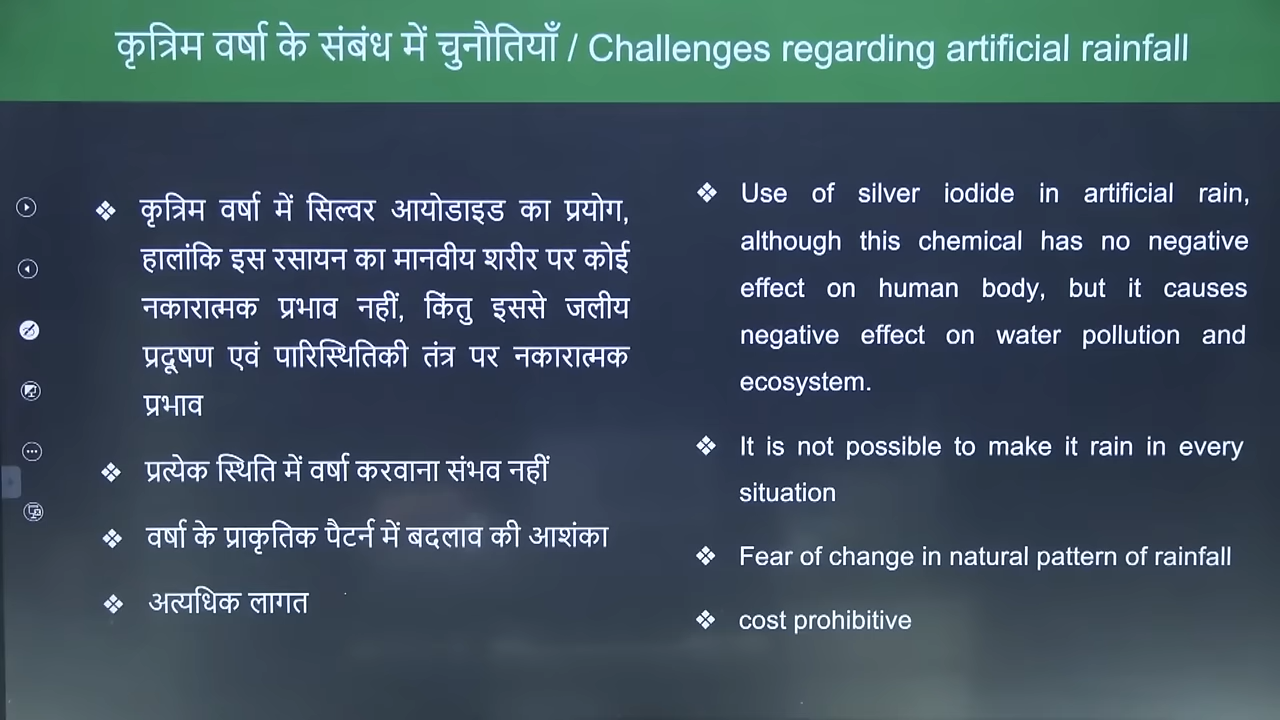 कृत्रिम वर्षा के संबंध में चुनौतियाँ / Challenges regarding artificial rainfall
❖ कृत्रिम वर्षा में सिल्वर आयोडाइड का प्रयोग,
हालांकि इस रसायन का मानवीय शरीर पर कोई
नकारात्मक प्रभाव नहीं, किंतु इससे जलीय
प्रदूषण एवं पारिस्थितिकी तंत्र पर नकारात्मक
प्रभाव
❖ प्रत्येक स्थिति में वर्षा करवाना संभव नहीं
❖ वर्षा के प्राकृतिक पैटर्न में बदलाव की आशंका
❖ अत्यधिक लागत
❖ Use of silver iodide in artificial rain,
although this chemical has no negative
effect on human body, but it causes
negative effect on water pollution and
ecosystem.
❖ It is not possible to make it rain in every
situation
❖ Fear of change in natural pattern of rainfall
❖ cost prohibitive